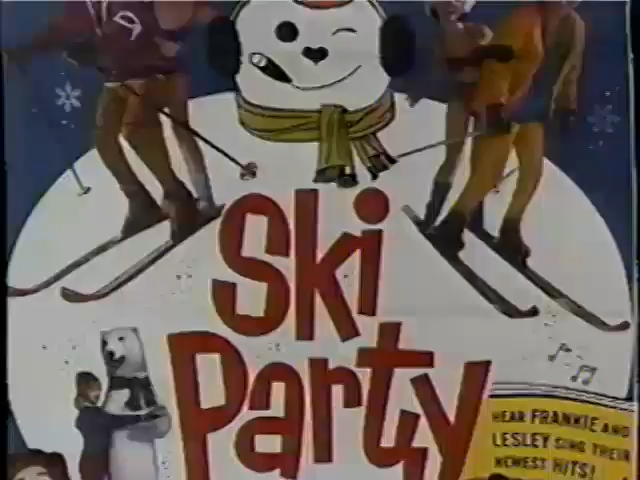 Ski
Party
HEAR FRANKIE AND
LESLEY SING THEIR
NEWEST HITS!